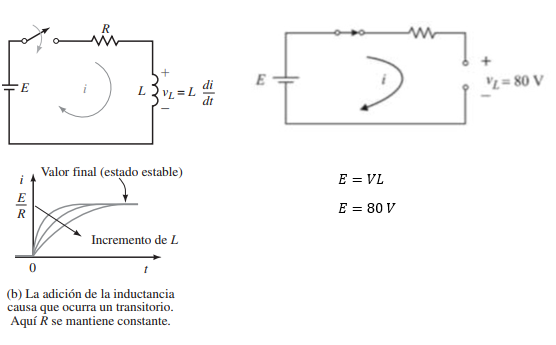 R
E
i
L
+
v_L = L di/dt
−
E
i
+
v_L = 80 V
−
i
Valor final (estado estable)
E/R
Incremento de L
0
t
(b) La adición de la inductancia
causa que ocurra un transitorio.
Aquí R se mantiene constante.
E = VL
E = 80 V